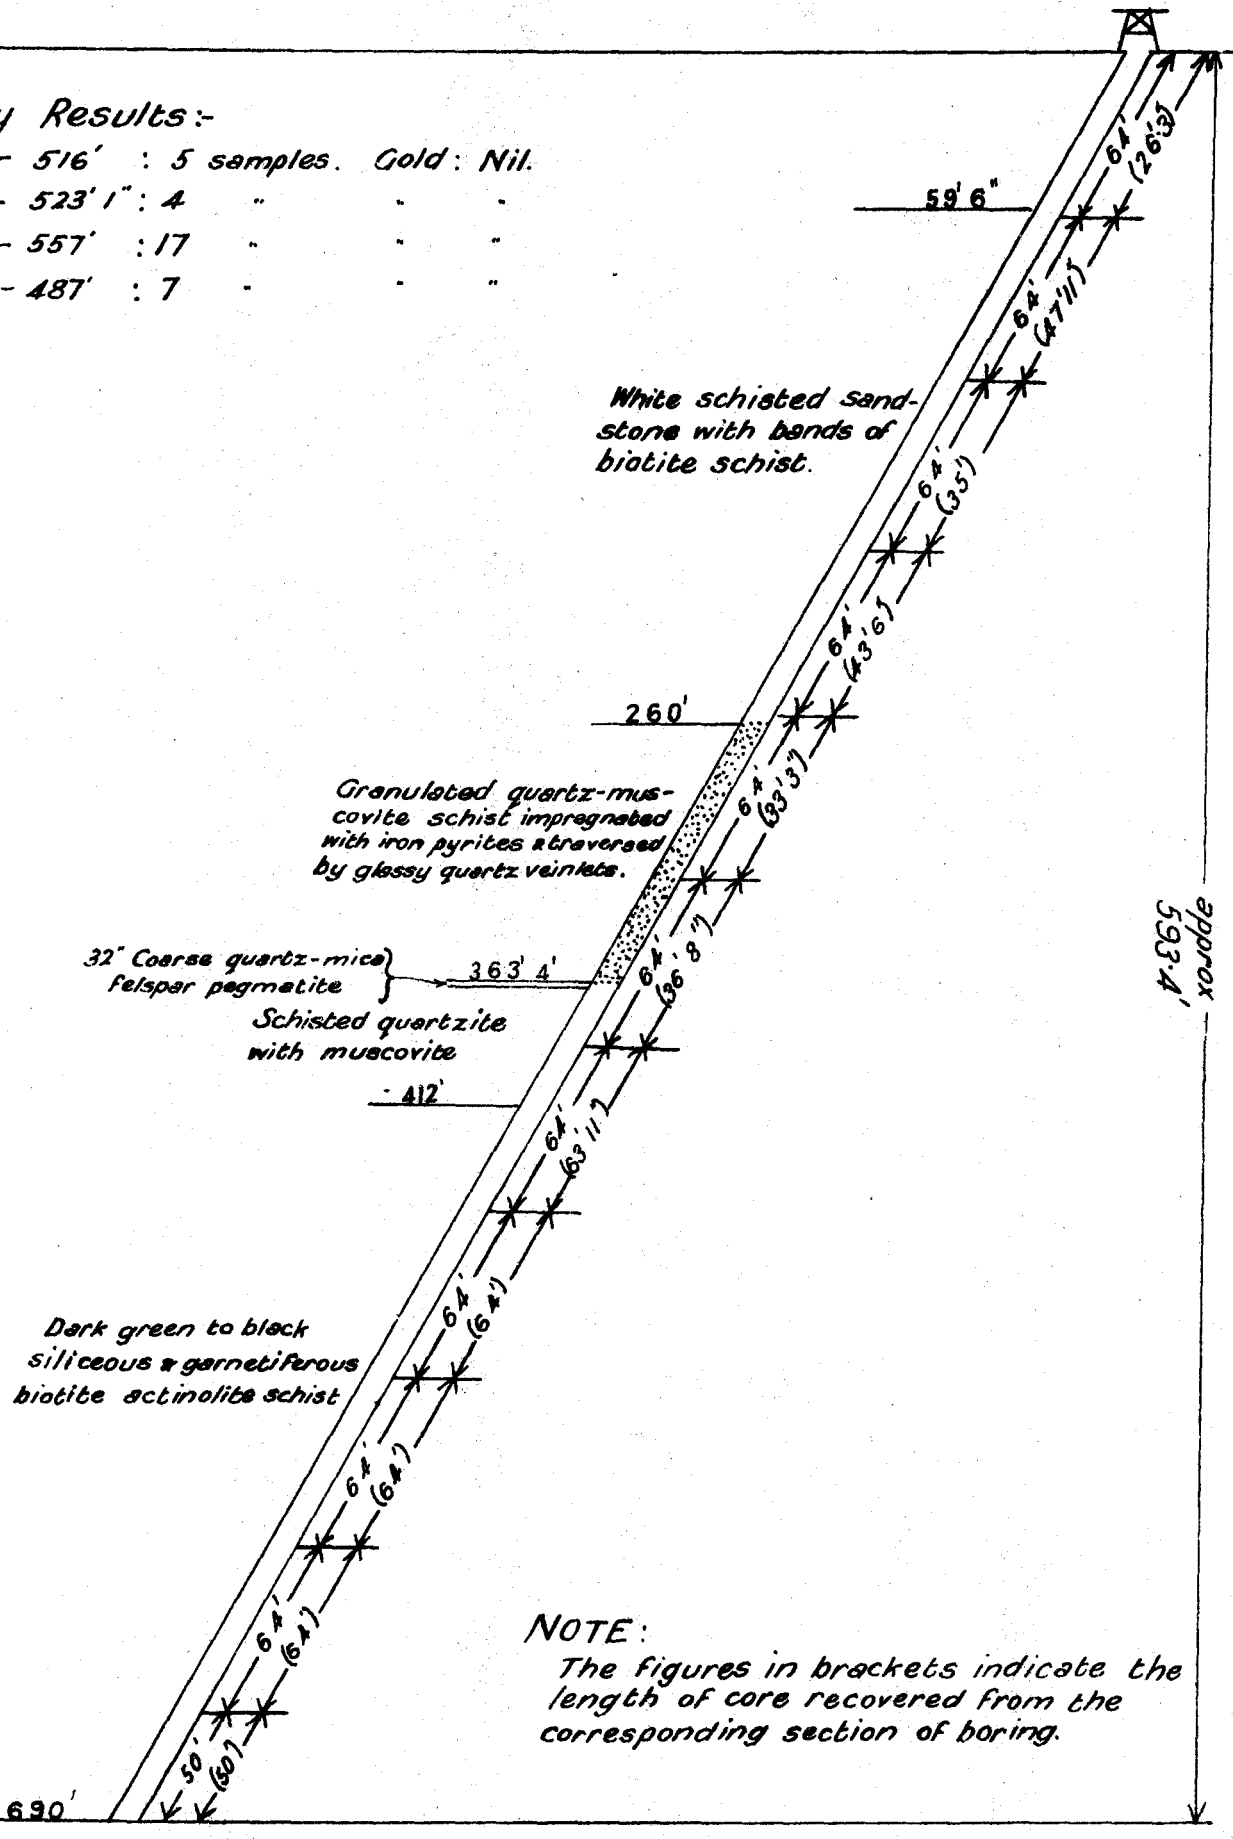 y Results :-
- 516' : 5 samples. Gold : Nil.
- 523' 1" : 4 " " "
- 557' : 17 " " "
- 487' : 7 " " "
59' 6"
White schisted sand-
stone with bands of
biotite schist.
260'
Granulated quartz-mus-
covite schist impregnated
with iron pyrites & traversed
by glassy quartz veinlets.
32" Coarse quartz-mica
felspar pegmatite
363' 4'
Schisted quartzite
with muscovite
412'
Dark green to black
siliceous & garnetiferous
biotite actinolite schist
690'
64'
(26'3")
64'
(47'11")
64'
(35')
64'
(43'6")
64'
(33'3")
64'
(36'8")
64'
(63'11")
64'
(64')
64'
(64')
64'
(64')
50'
(50')
approx
593·4'
NOTE :
The figures in brackets indicate the
length of core recovered from the
corresponding section of boring.